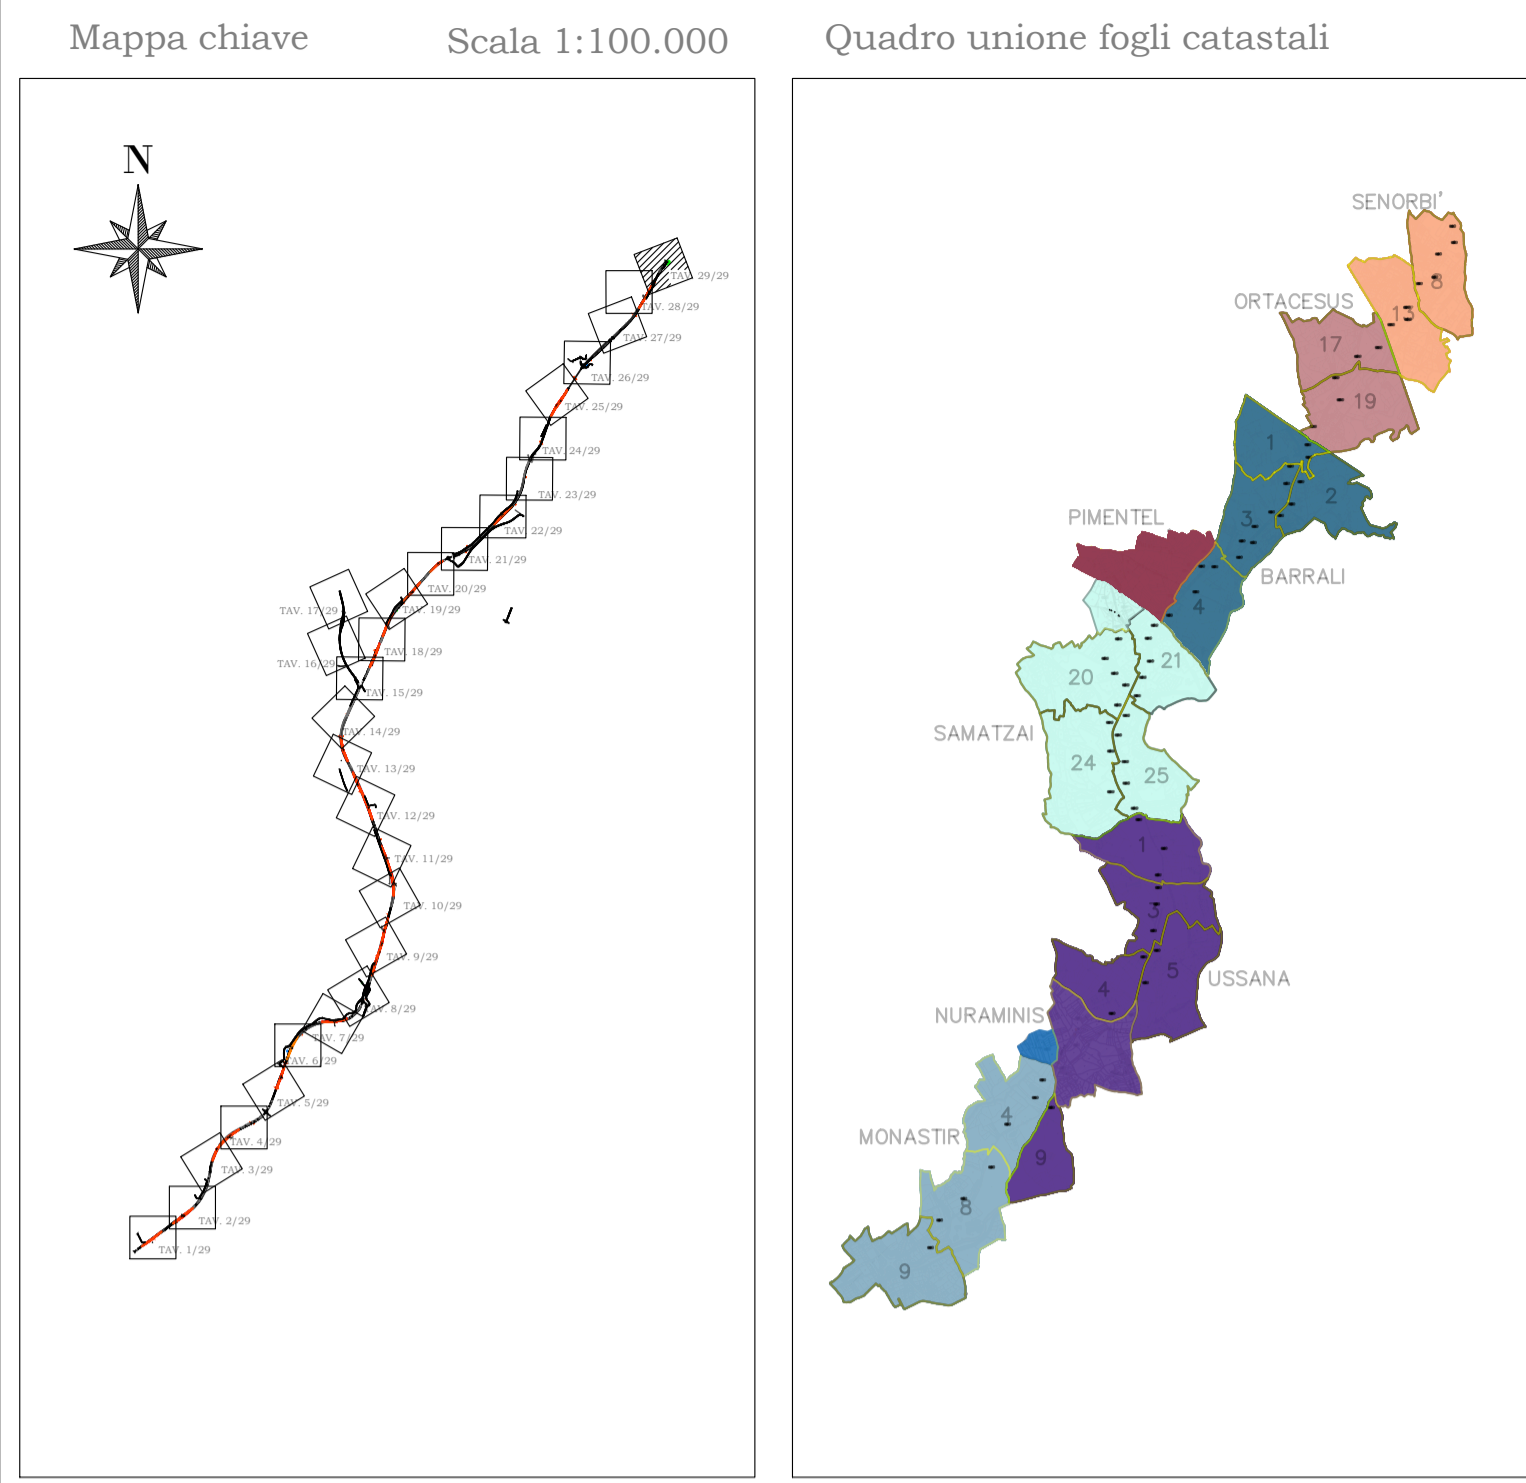 Mappa chiave
Scala 1:100.000
N
TAV. 29/29
TAV. 28/29
TAV. 27/29
TAV. 26/29
TAV. 25/29
TAV. 24/29
TAV. 23/29
TAV. 22/29
TAV. 21/29
TAV. 20/29
TAV. 19/29
TAV. 17/29
TAV. 18/29
TAV. 16/29
TAV. 15/29
TAV. 14/29
TAV. 13/29
TAV. 12/29
TAV. 11/29
TAV. 10/29
TAV. 9/29
TAV. 8/29
TAV. 7/29
TAV. 6/29
TAV. 5/29
TAV. 4/29
TAV. 3/29
TAV. 2/29
TAV. 1/29
Quadro unione fogli catastali
SENORBI'
8
ORTACESUS
13
17
19
1
2
3
PIMENTEL
BARRALI
4
21
20
SAMATZAI
24
25
1
3
5
USSANA
4
NURAMINIS
4
MONASTIR
9
8
9